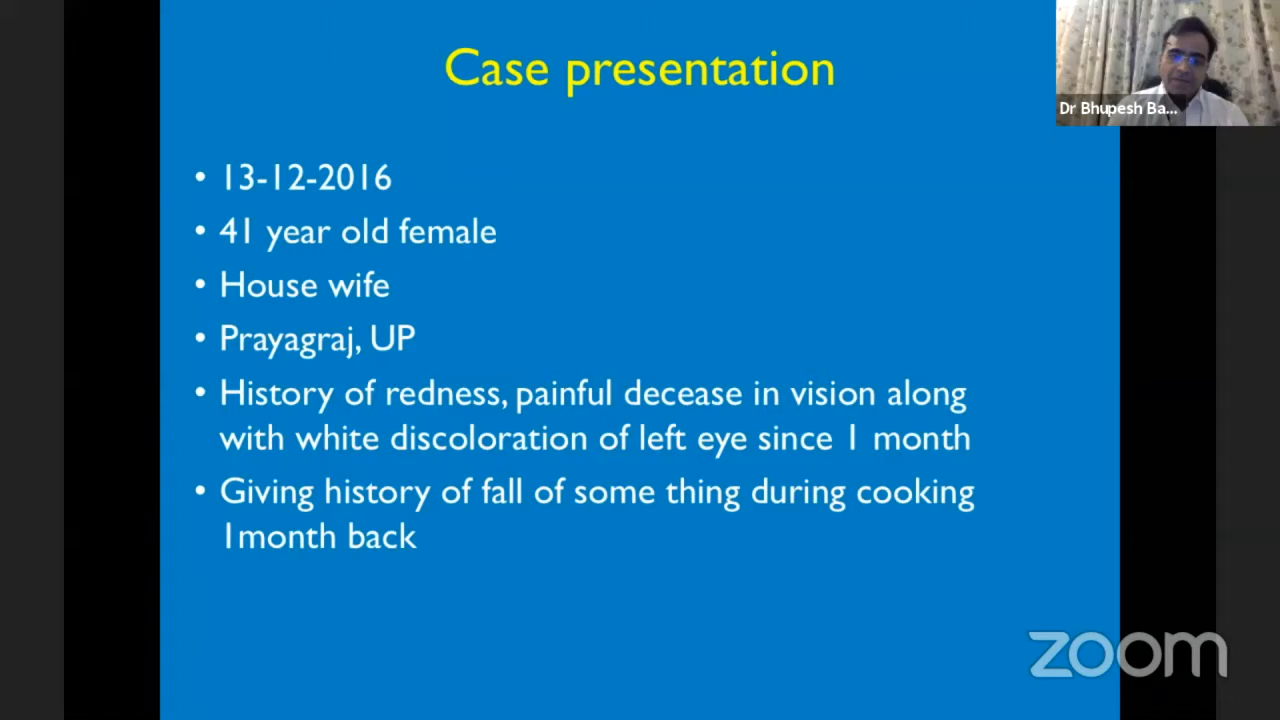 Case presentation
Dr Bhupesh Ba...
• 13-12-2016
• 41 year old female
• House wife
• Prayagraj, UP
• History of redness, painful decease in vision along
with white discoloration of left eye since 1 month
• Giving history of fall of some thing during cooking
1month back
zoom